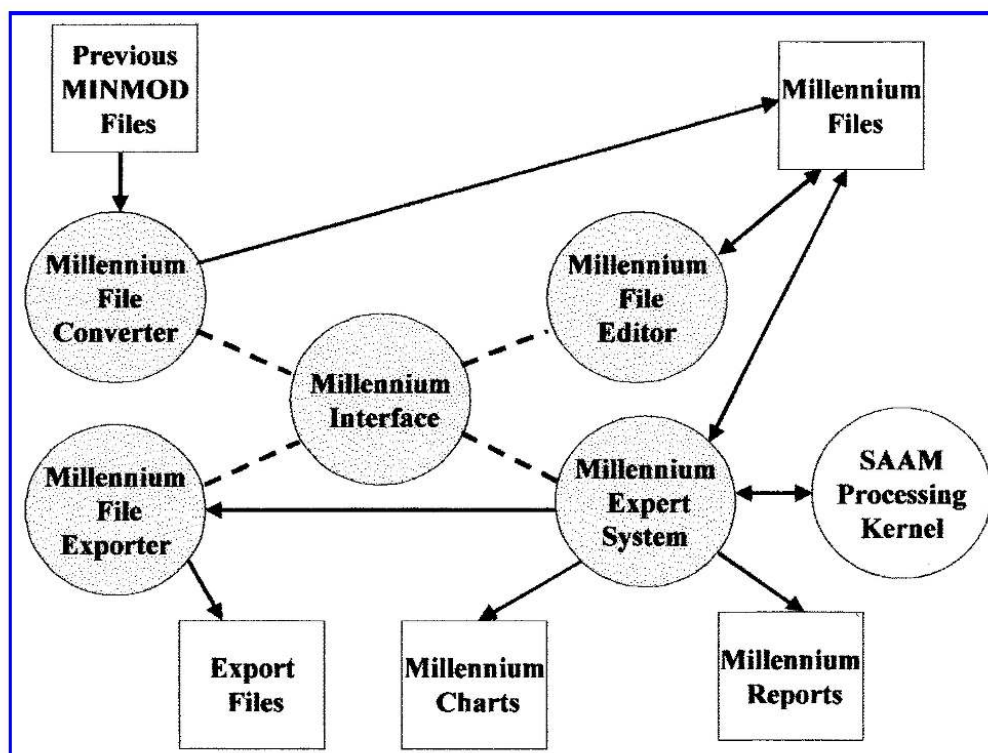 Previous
MINMOD
Files
Millennium
Files
Millennium
File
Converter
Millennium
File
Editor
Millennium
Interface
Millennium
File
Exporter
Millennium
Expert
System
SAAM
Processing
Kernel
Export
Files
Millennium
Charts
Millennium
Reports